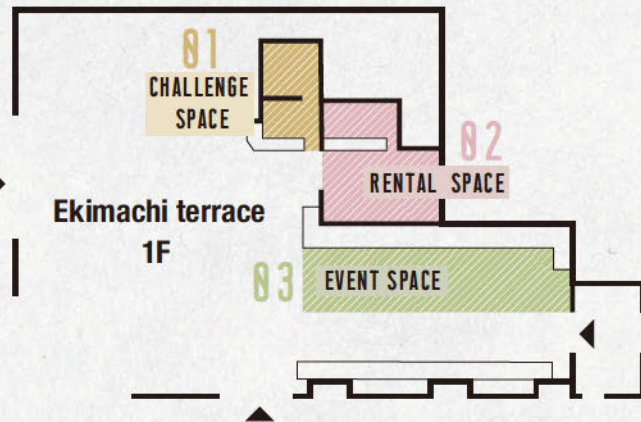 01
CHALLENGE
SPACE
02
RENTAL SPACE
Ekimachi terrace
1F
03
EVENT SPACE